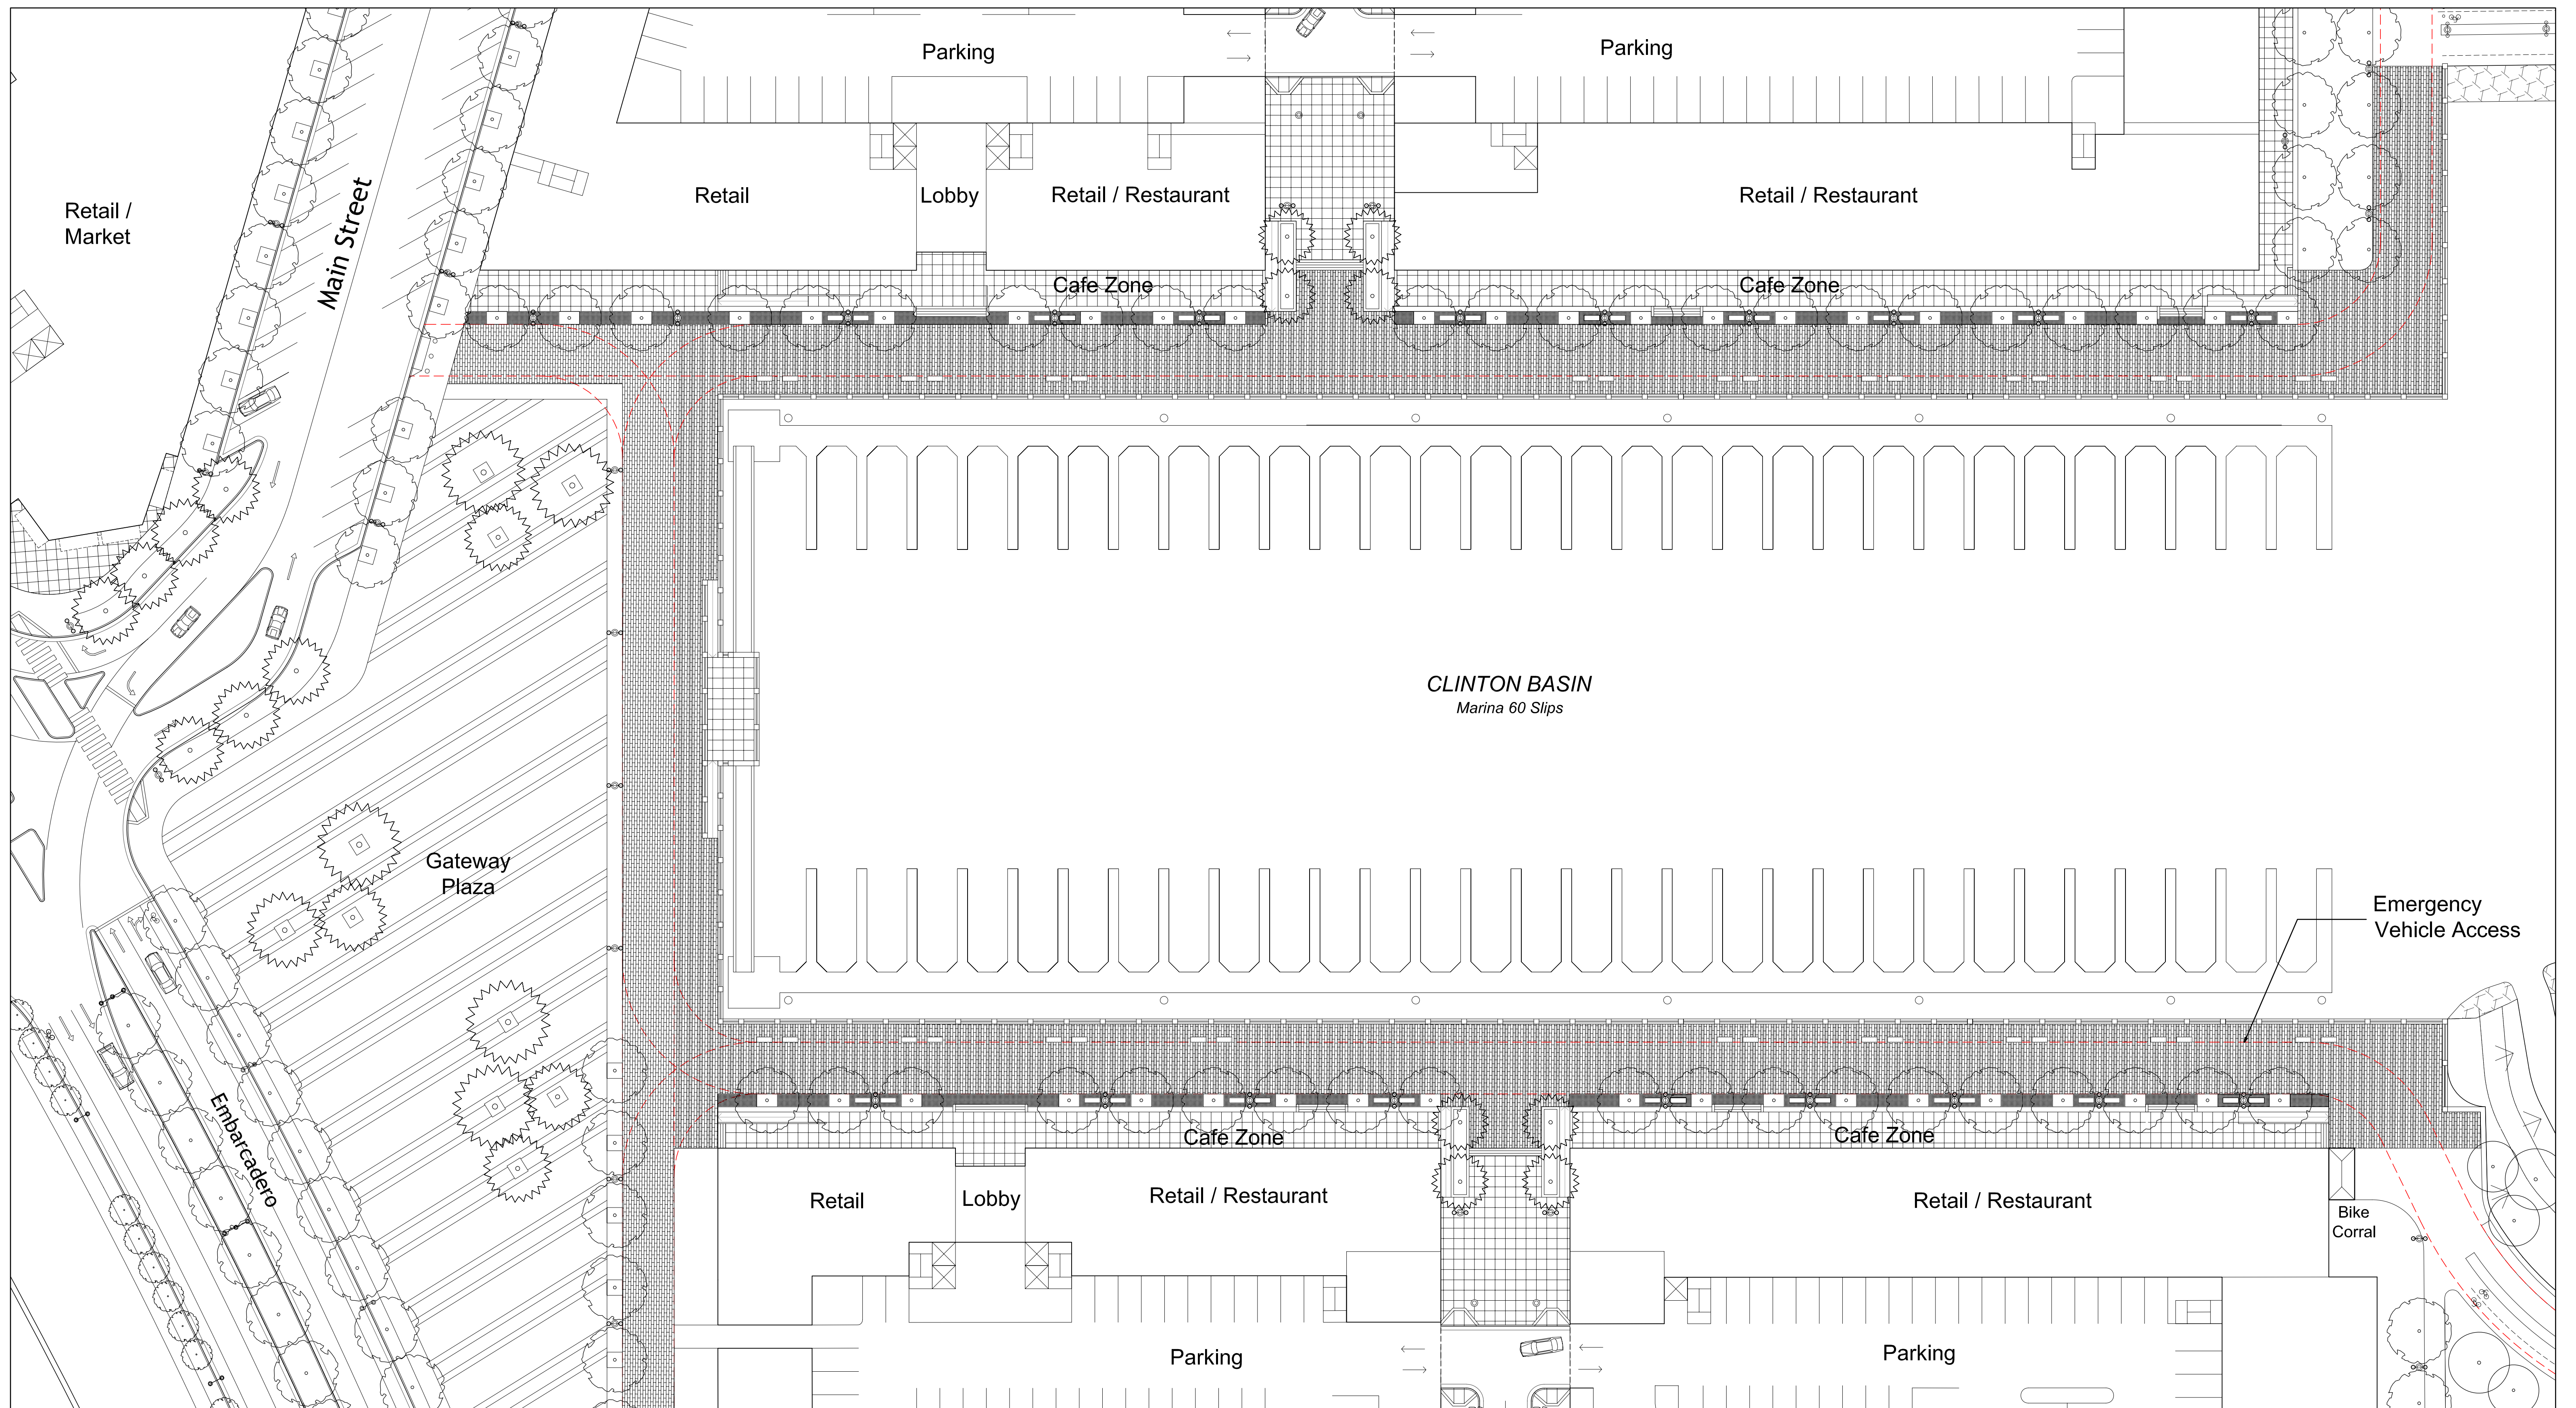 Parking
Parking
Retail /
Market
Main Street
Retail
Lobby
Retail / Restaurant
Retail / Restaurant
Cafe Zone
Cafe Zone
CLINTON BASIN
Marina 60 Slips
Gateway
Plaza
Emergency
Vehicle Access
Embarcadero
Cafe Zone
Cafe Zone
Retail
Lobby
Retail / Restaurant
Retail / Restaurant
Bike
Corral
Parking
Parking